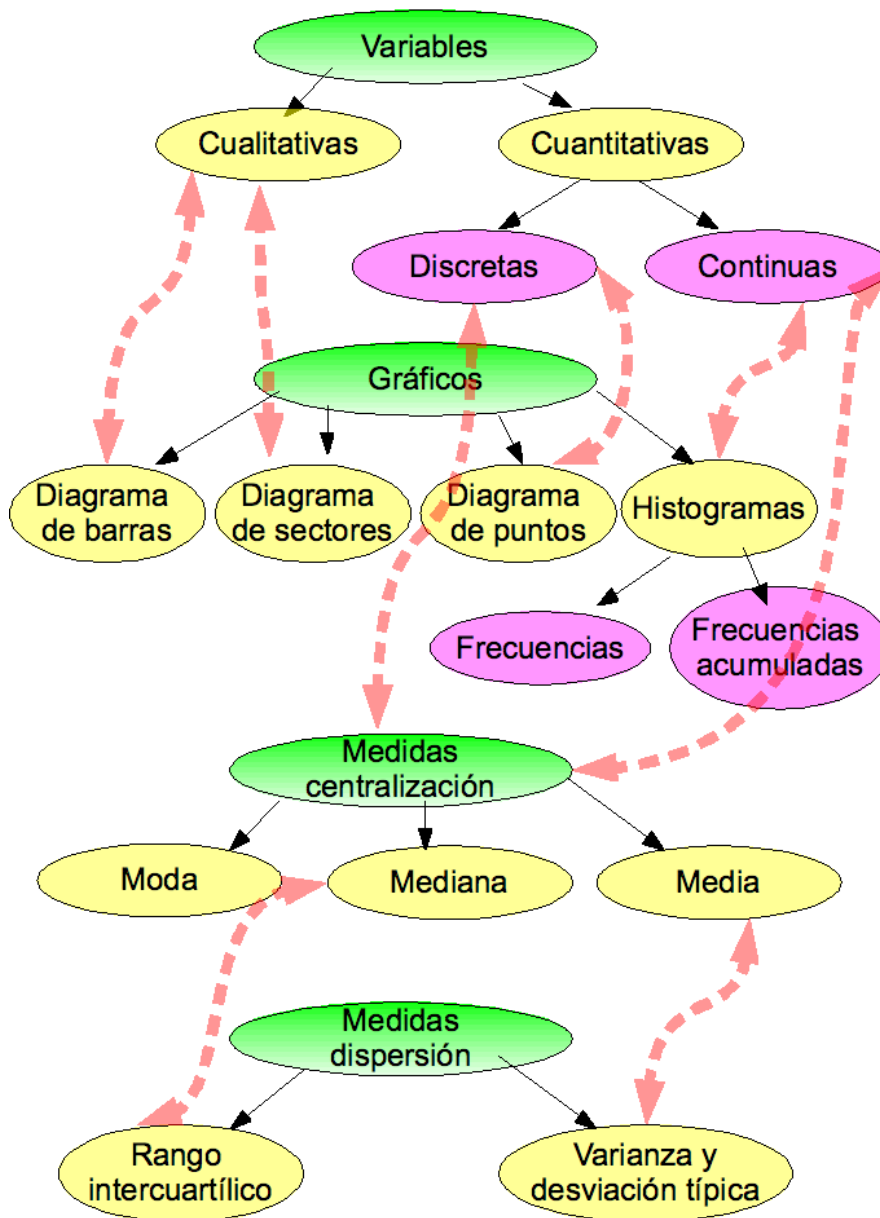 Variables
Cualitativas
Cuantitativas
Discretas
Continuas
Gráficos
Diagrama
de barras
Diagrama
de sectores
Diagrama
de puntos
Histogramas
Frecuencias
Frecuencias
acumuladas
Medidas
centralización
Moda
Mediana
Media
Medidas
dispersión
Rango
intercuartílico
Varianza y
desviación típica